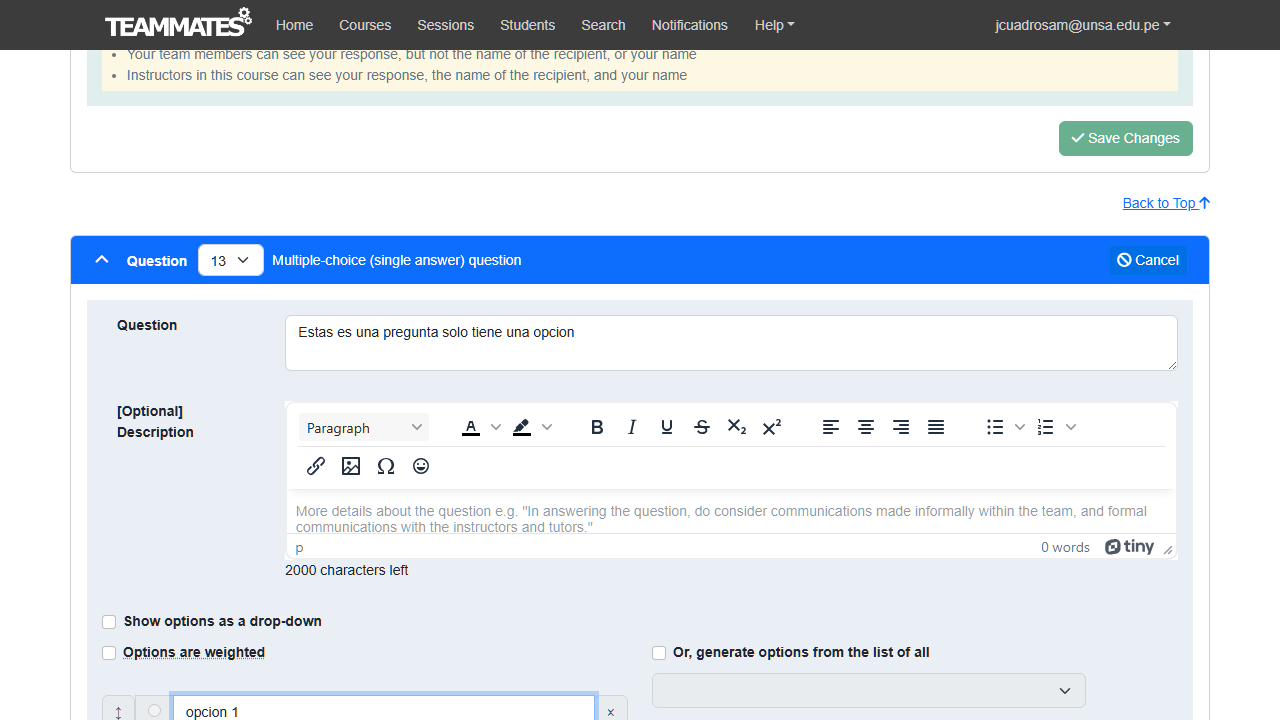 TEAMMATES Home Courses Sessions Students Search Notifications Help jcuadrosam@unsa.edu.pe
Your team members can see your response, but not the name of the recipient, or your name
Instructors in this course can see your response, the name of the recipient, and your name
Save Changes
Back to Top
Question 13 Multiple-choice (single answer) question Cancel
Question
Estas es una pregunta solo tiene una opcion
[Optional]
Description
Paragraph
More details about the question e.g. "In answering the question, do consider communications made informally within the team, and formal
communications with the instructors and tutors."
p 0 words tiny
2000 characters left
Show options as a drop-down
Options are weighted
Or, generate options from the list of all
opcion 1